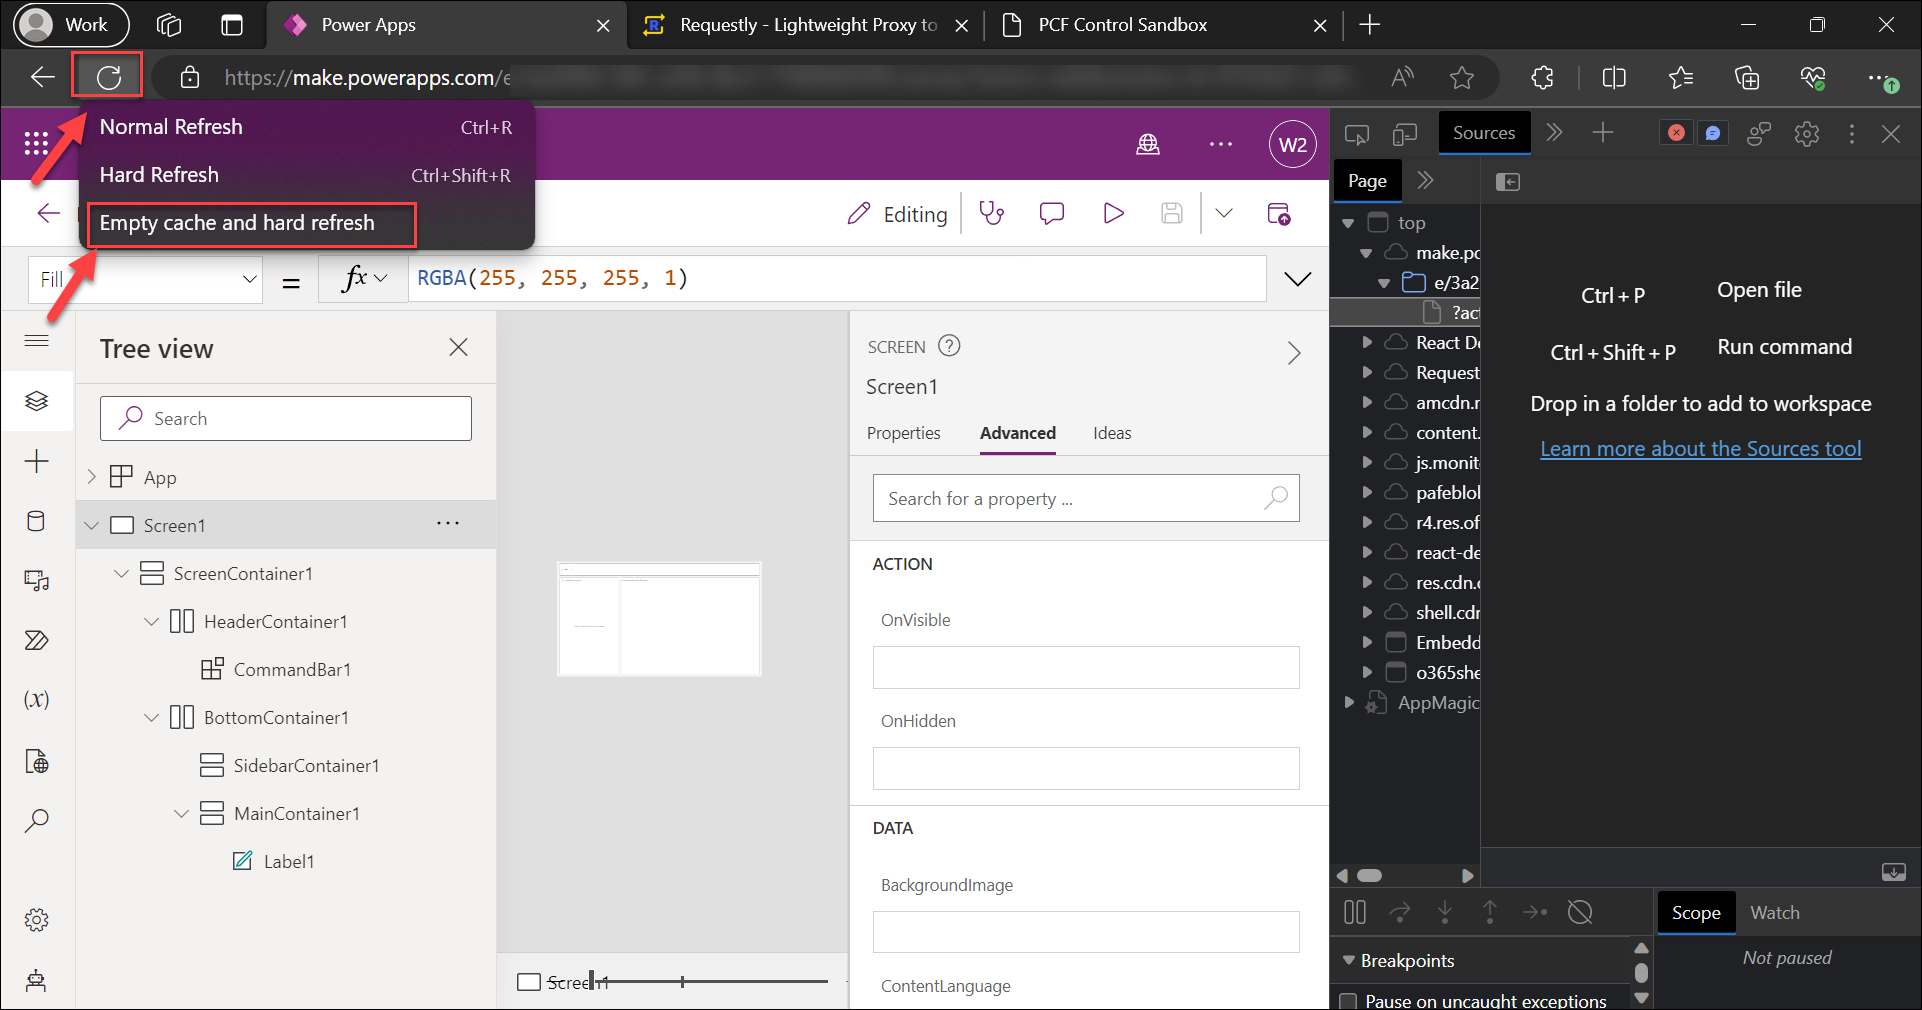 Work
Power Apps
Requestly - Lightweight Proxy to
PCF Control Sandbox
https://make.powerapps.com/e
Normal Refresh Ctrl+R
Hard Refresh Ctrl+Shift+R
Empty cache and hard refresh
W2
Editing
Fill
= fx RGBA(255, 255, 255, 1)
Tree view
Search
App
Screen1
ScreenContainer1
HeaderContainer1
CommandBar1
BottomContainer1
SidebarContainer1
MainContainer1
Label1
Screen1
SCREEN
Screen1
Properties Advanced Ideas
Search for a property ...
ACTION
OnVisible
OnHidden
DATA
BackgroundImage
ContentLanguage
Sources
Page
top
make.po
e/3a2
?act
React De
Request
amcdn.r
content.
js.monit
pafeblol
r4.res.of
react-de
res.cdn.
shell.cdn
Embedd
o365she
AppMagic
Ctrl + P Open file
Ctrl + Shift + P Run command
Drop in a folder to add to workspace
Learn more about the Sources tool
Scope Watch
Not paused
Breakpoints
Pause on uncaught exceptions